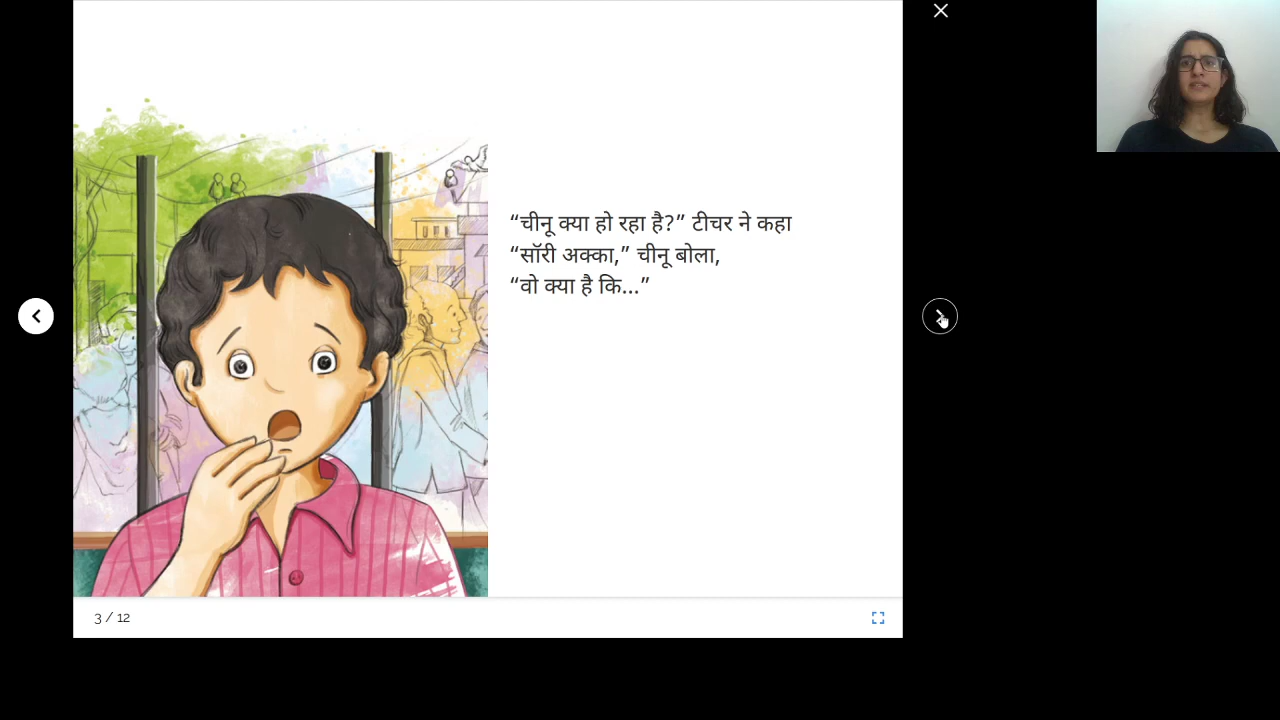 “चीनू क्या हो रहा है?” टीचर ने कहा
“सॉरी अक्का,” चीनू बोला,
“वो क्या है कि...”
3 / 12